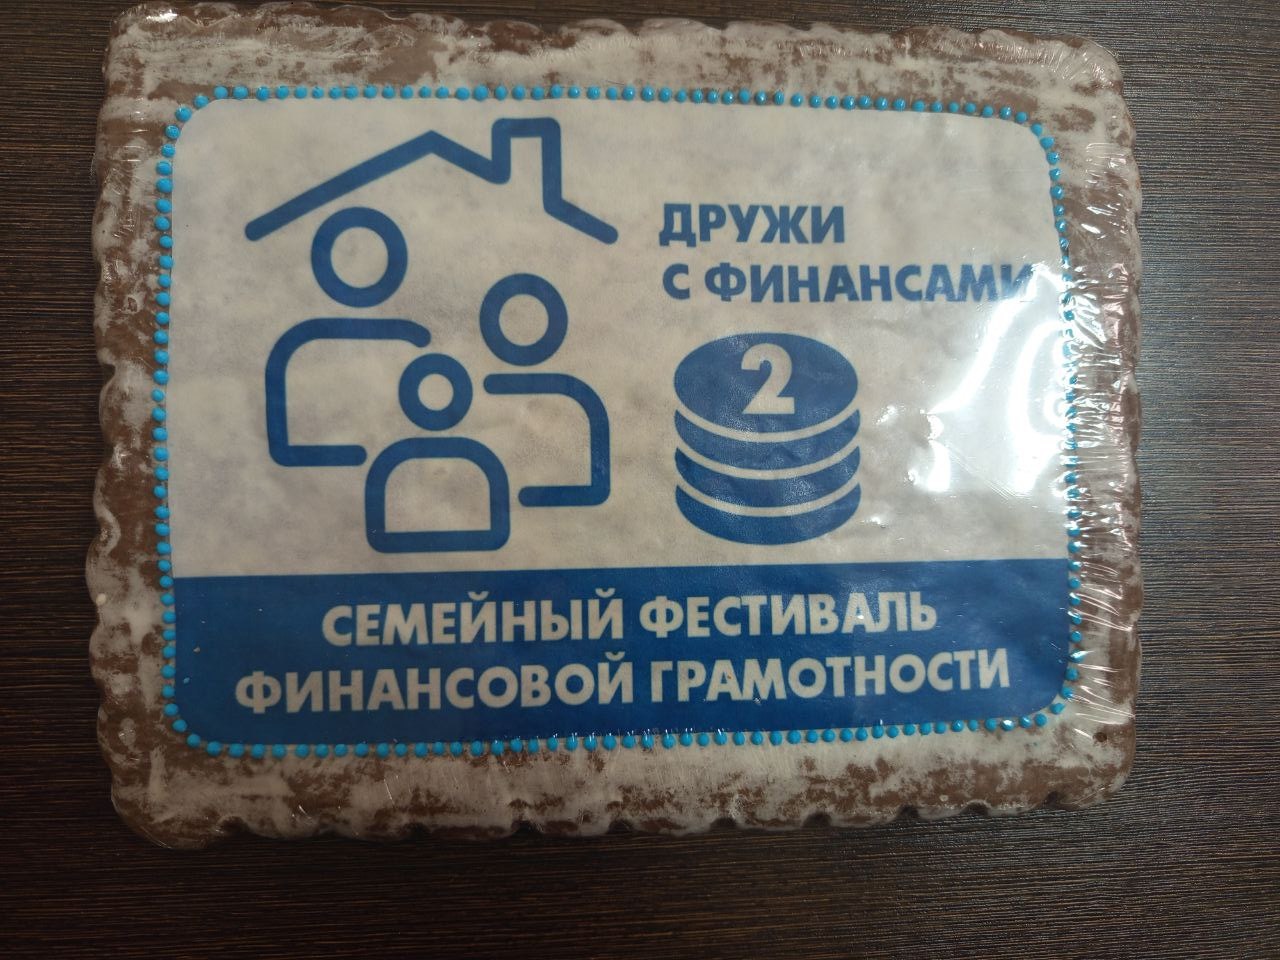 ДРУЖИ
С ФИНАНСАМИ
2
СЕМЕЙНЫЙ ФЕСТИВАЛЬ
ФИНАНСОВОЙ ГРАМОТНОСТИ